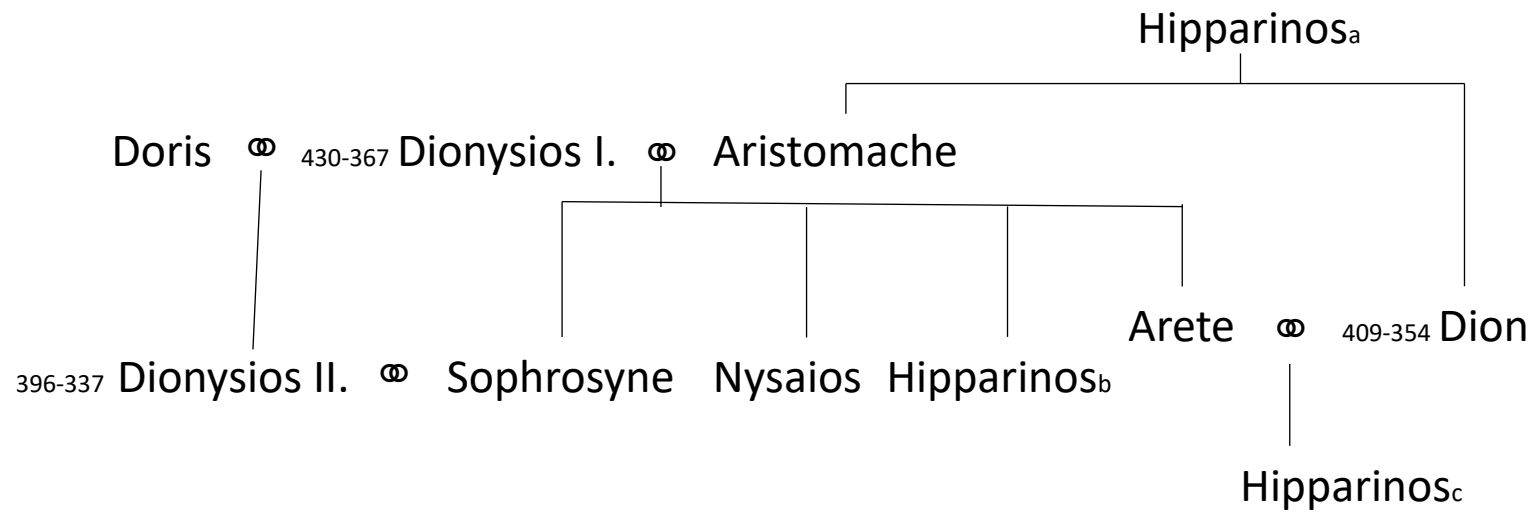 Hipparinosa
Doris ⚭ 430-367 Dionysios I. ⚭ Aristomache
Arete ⚭ 409-354 Dion
396-337 Dionysios II. ⚭ Sophrosyne Nysaios Hipparinosb
Hipparinosc